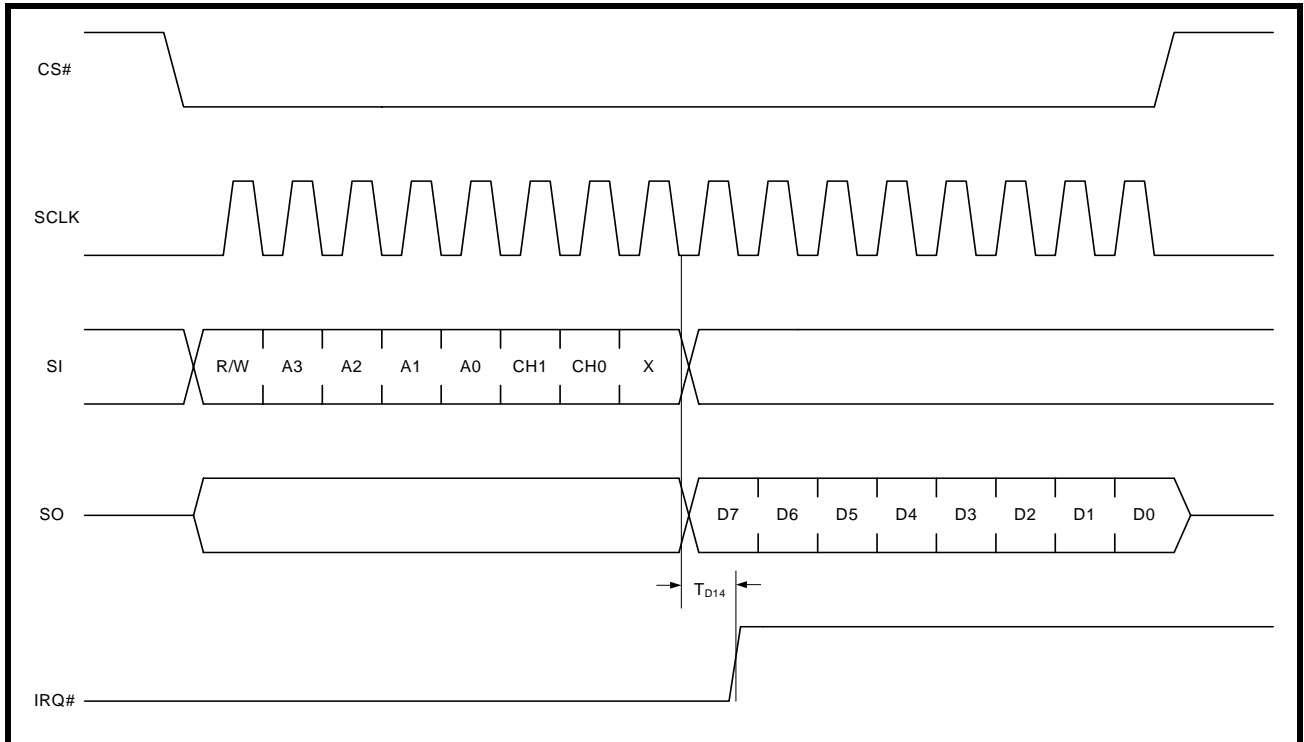 CS#
SCLK
SI R/W A3 A2 A1 A0 CH1 CH0 X
SO D7 D6 D5 D4 D3 D2 D1 D0
TD14
IRQ#